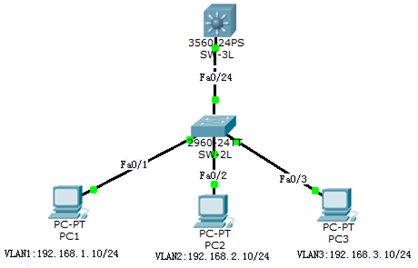 3560-24PS
SW-3L
Fa0/24
2960-24TT
SW-2L
Fa0/1
Fa0/2
Fa0/3
PC-PT
PC1
PC-PT
PC2
PC-PT
PC3
VLAN1:192.168.1.10/24
VLAN2:192.168.2.10/24
VLAN3:192.168.3.10/24